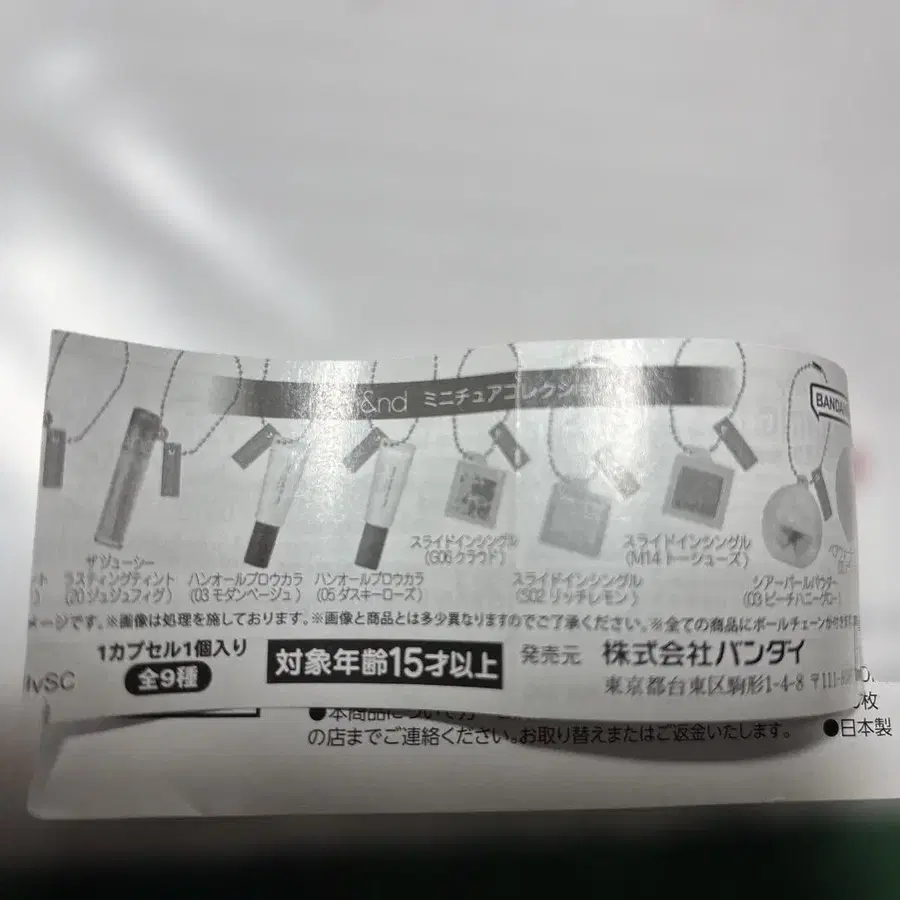 &nd ミニチュアコレクショ
BANDAI
ザジューシー
ラスティングティント
(20 ジュジュフィグ)
ハンオールブロウカラ
(03 モダンベージュ)
ハンオールブロウカラ
(05 ダスキーローズ)
スライドインシングル
(G06 クラウド)
スライドインシングル
(S02 リッチレモン)
スライドインシングル
(M14 トーシューズ)
シアーパールパウダー
(03 ピーチハニーグロー)
ージです。※画像は処理を施しております。※画像と商品とは多少異なりますのでご了承ください。※全ての商品にボールチェーンが付き
IvSC
1カプセル1個入り
全9種
対象年齢15才以上
発売元 株式会社バンダイ
東京都台東区駒形1-4-8 〒111-
●本商品について
の店までご連絡ください。お取り替えまたはご返金いたします。
枚
●日本製